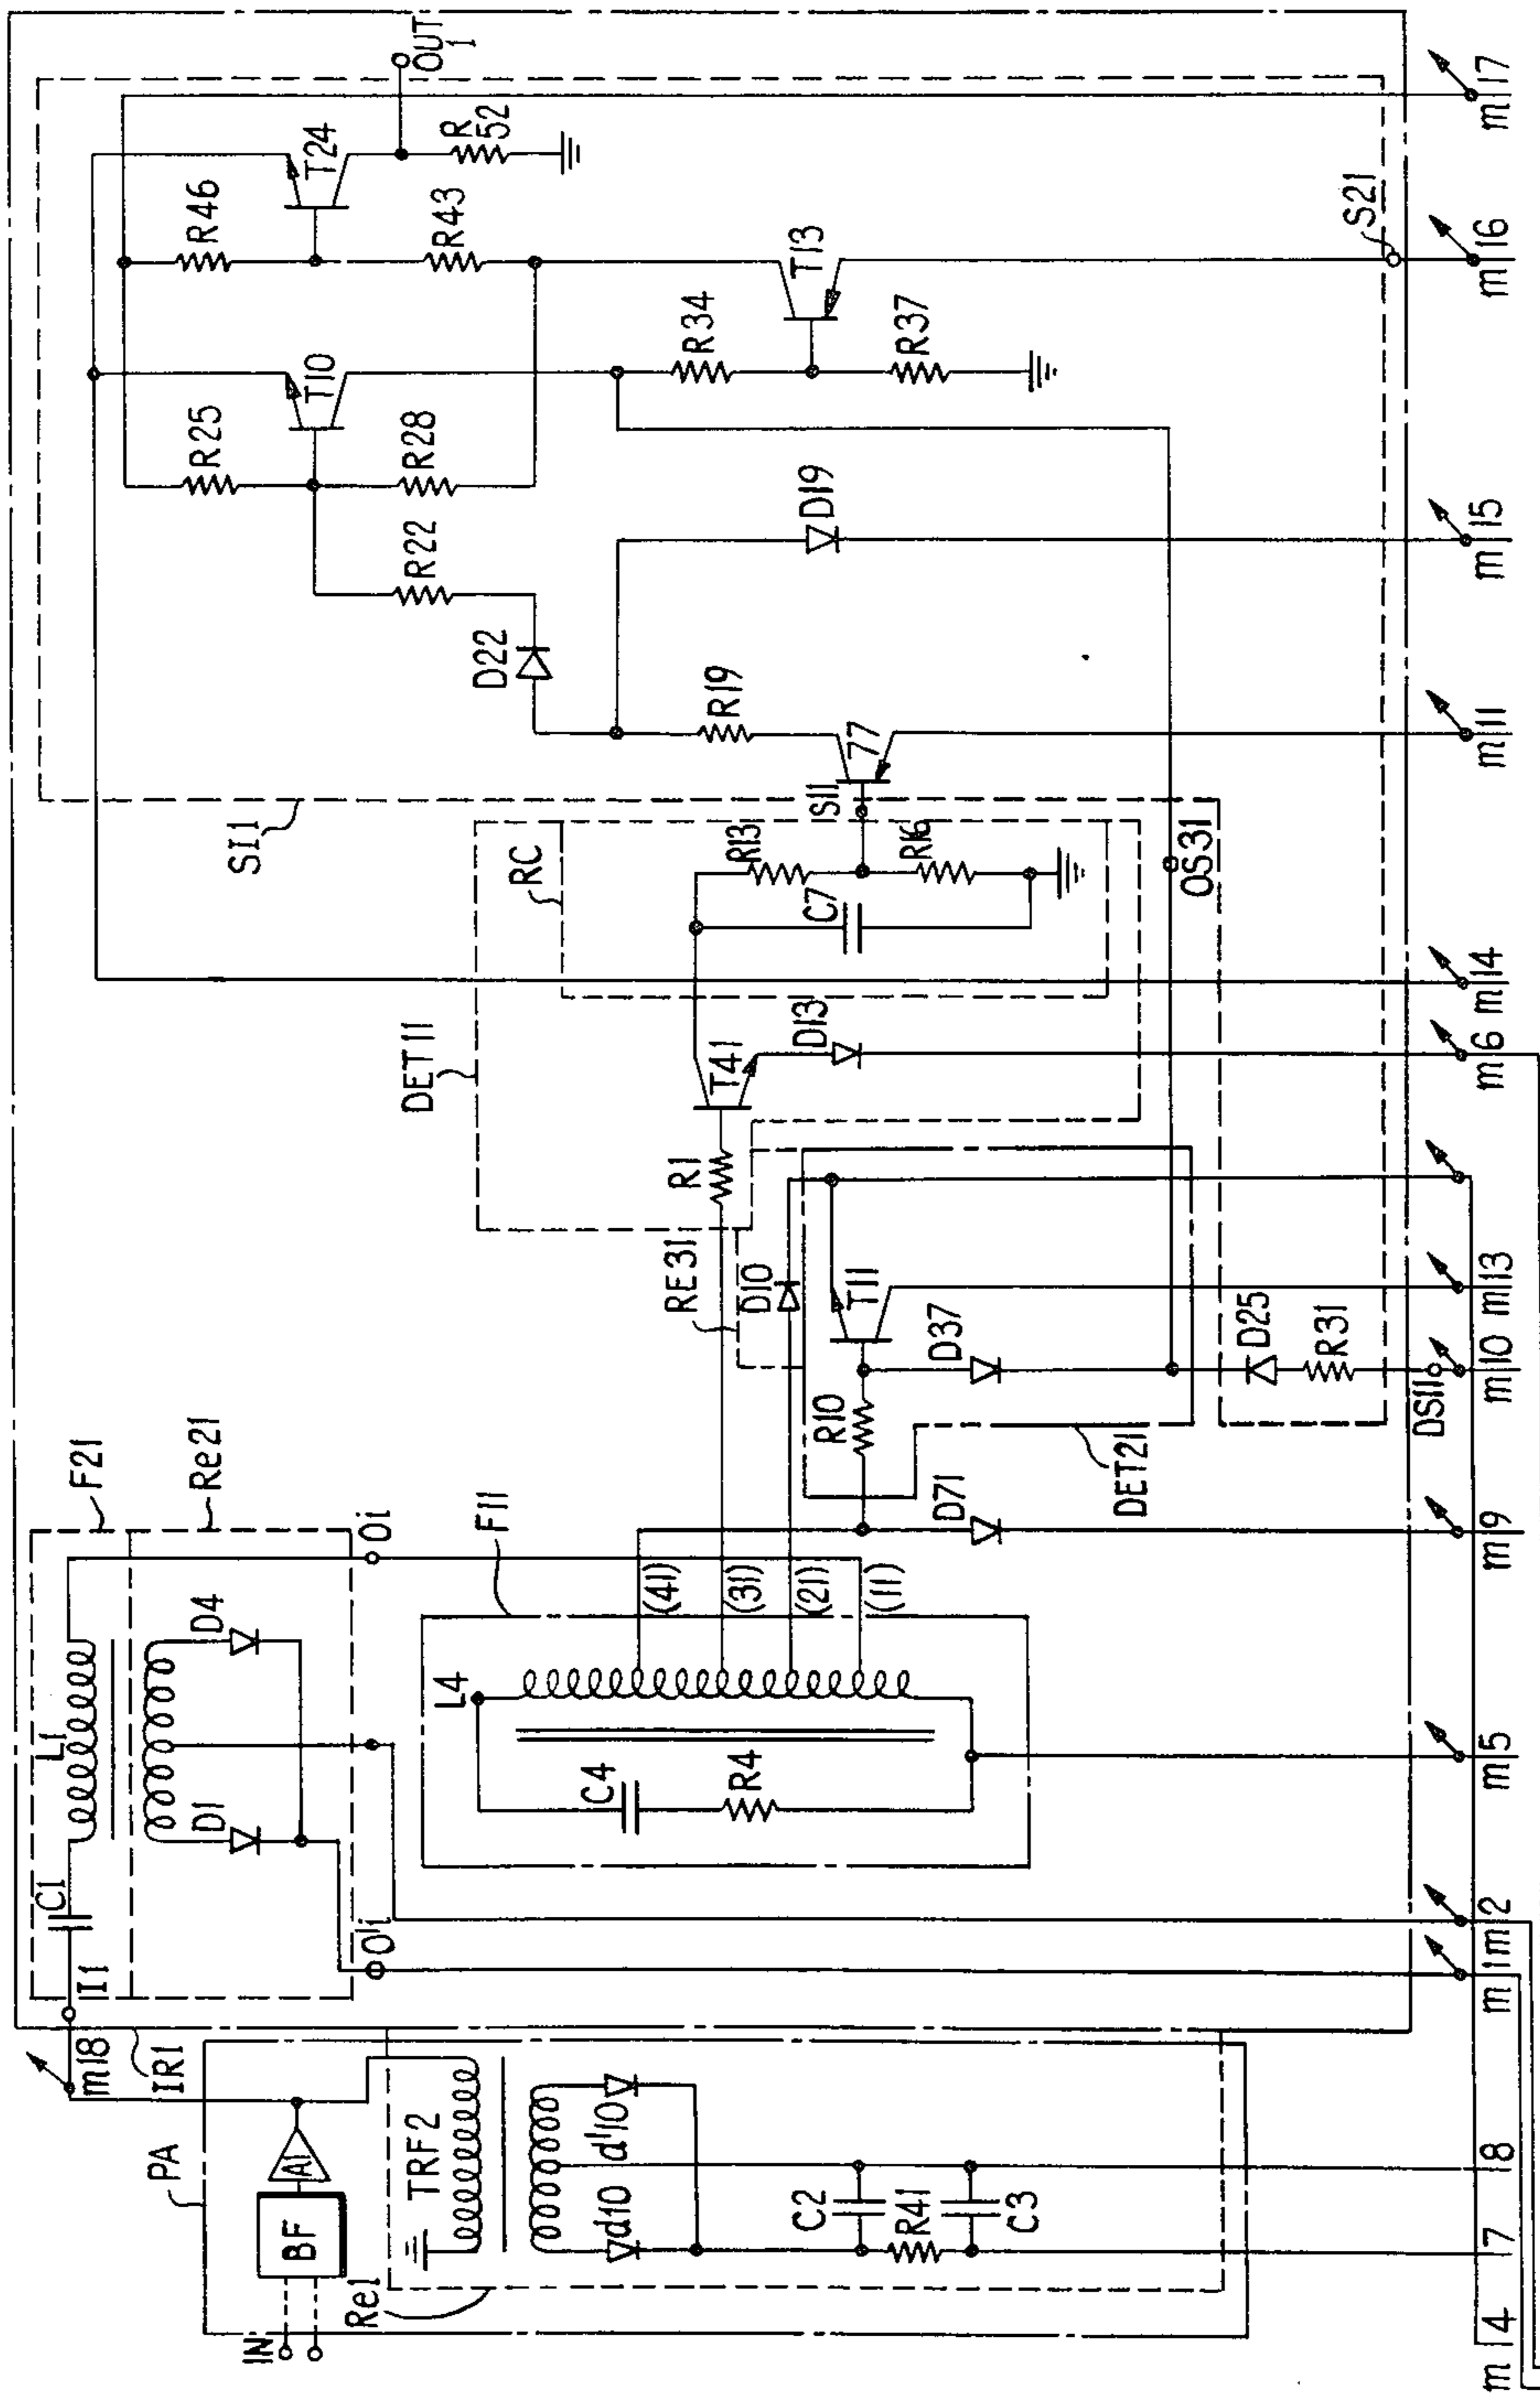 OUT
1
R
52
T24
R46
R43
T10
R25
R28
R22
D22
R34
T13
R37
S21
D19
R19
77
S11
SI1
RC
R13
R16
C7
OS31
DET11
T41
D13
R1
RE31
D10
T11
D37
R10
D25
R31
DS11
DET21
D71
F21
Re21
Oi
L1
D4
D1
C1
I1
O'i
F11
(41)
(31)
(21)
(11)
L4
C4
R4
m18
IR1
PA
A1
BF
IN
TRF2
d10
d'10
Re1
C2
R41
C3
m 14
7
8
m1
m2
m5
m9
m10
m13
m6
m14
m11
m15
m16
m17